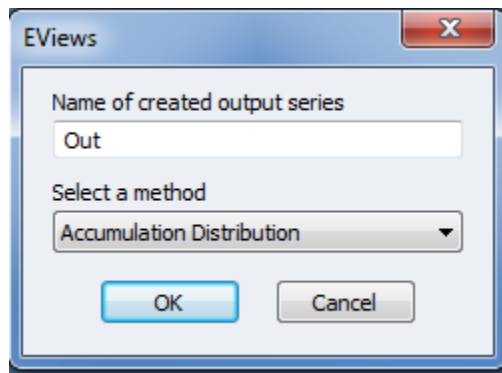 EViews
Name of created output series
Out
Select a method
Accumulation Distribution
OK
Cancel